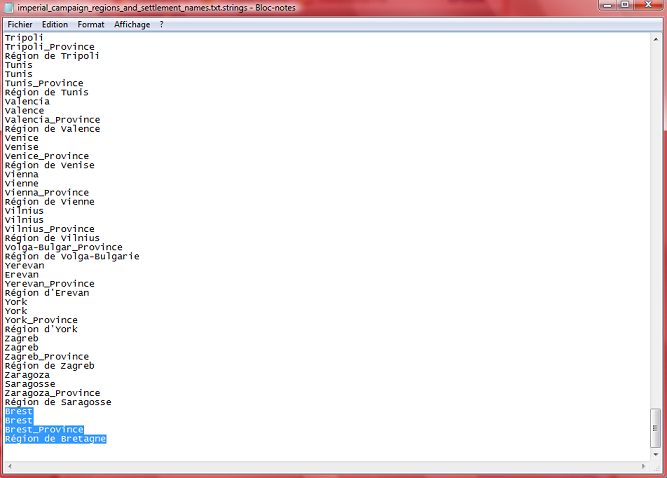 imperial_campaign_regions_and_settlement_names.txt.strings - Bloc-notes
Fichier Edition Format Affichage ?
Tripoli
Tripoli_Province
Région de Tripoli
Tunis
Tunis
Tunis_Province
Région de Tunis
Valencia
Valence
Valencia_Province
Région de Valence
Venice
Venise
Venice_Province
Région de Venise
Vienna
Vienne
Vienna_Province
Région de Vienne
Vilnius
Vilnius
Vilnius_Province
Région de Vilnius
Volga-Bulgar_Province
Région de Volga-Bulgarie
Yerevan
Erevan
Yerevan_Province
Région d'Erevan
York
York
York_Province
Région d'York
Zagreb
Zagreb
Zagreb_Province
Région de Zagreb
Zaragoza
Saragosse
Zaragoza_Province
Région de Saragosse
Brest
Brest
Brest_Province
Région de Bretagne